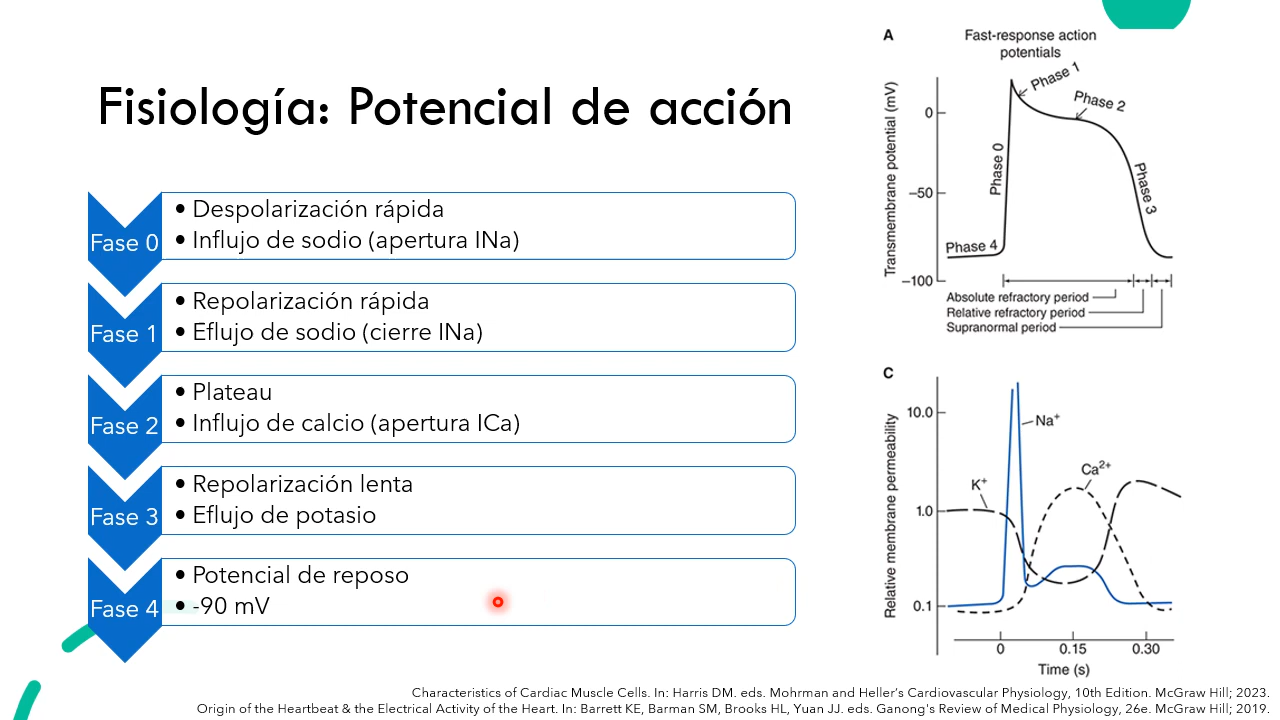 Fisiología: Potencial de acción
Fase 0
• Despolarización rápida
• Influjo de sodio (apertura INa)
Fase 1
• Repolarización rápida
• Eflujo de sodio (cierre INa)
Fase 2
• Plateau
• Influjo de calcio (apertura ICa)
Fase 3
• Repolarización lenta
• Eflujo de potasio
Fase 4
• Potencial de reposo
• -90 mV
A
Fast-response action
potentials
Transmembrane potential (mV)
0
−50
−100
Phase 0
Phase 1
Phase 2
Phase 3
Phase 4
Absolute refractory period
Relative refractory period
Supranormal period
C
Relative membrane permeability
10.0
1.0
0.1
K+
Na+
Ca2+
0 0.15 0.30
Time (s)
Characteristics of Cardiac Muscle Cells. In: Harris DM. eds. Mohrman and Heller's Cardiovascular Physiology, 10th Edition. McGraw Hill; 2023.
Origin of the Heartbeat & the Electrical Activity of the Heart. In: Barrett KE, Barman SM, Brooks HL, Yuan JJ. eds. Ganong's Review of Medical Physiology, 26e. McGraw Hill; 2019.